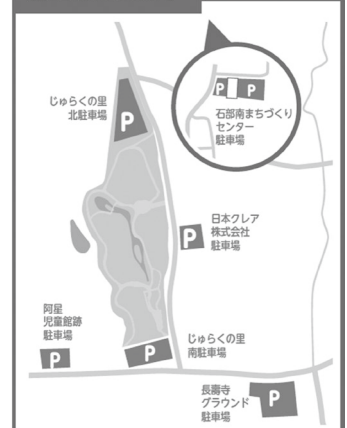 じゅらくの里
北駐車場
P
P P
石部南まちづくり
センター
駐車場
日本クレア
株式会社
駐車場
P
阿星
児童館跡
駐車場
P
じゅらくの里
南駐車場
P
長壽寺
グラウンド
駐車場
P